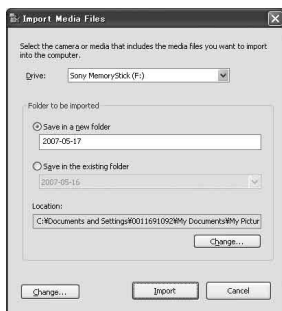 Import Media Files
Select the camera or media that includes the media files you want to import
into the computer.
Drive:
Sony MemoryStick (F:)
Folder to be imported
Save in a new folder
2007-05-17
Save in the existing folder
2007-05-16
Location:
C:¥Documents and Settings¥0011691092¥My Documents¥My Pictur
Change...
Change...
Import
Cancel